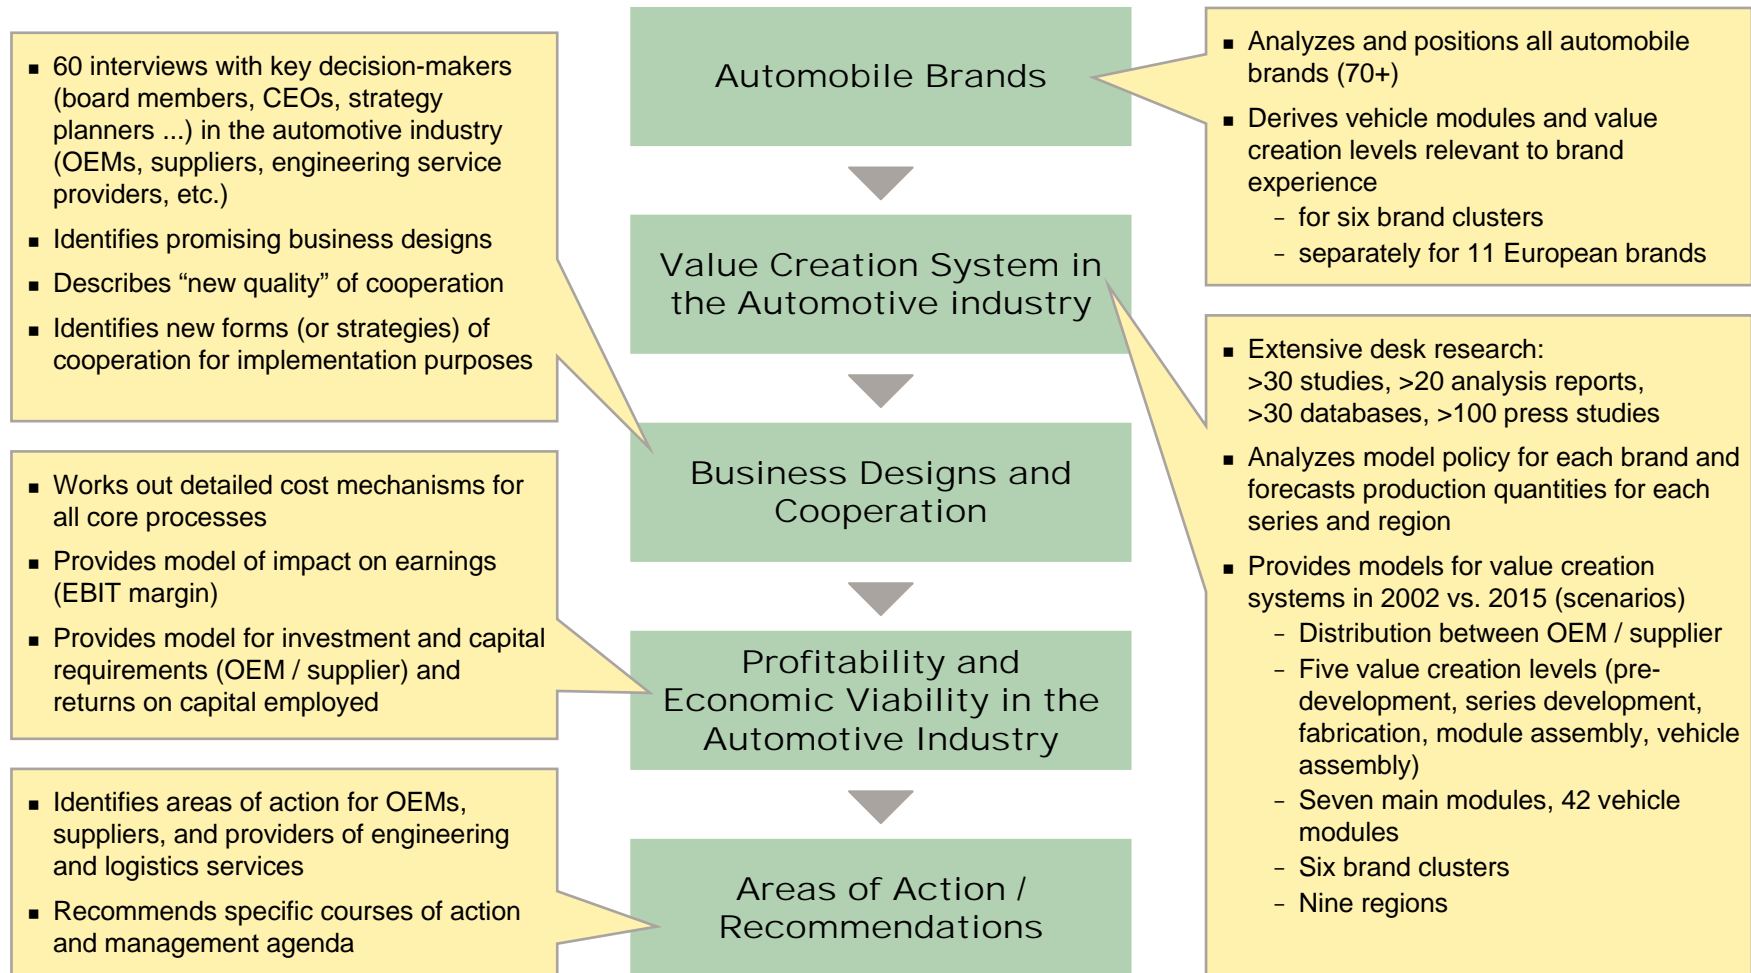 ▪ 60 interviews with key decision-makers
(board members, CEOs, strategy
planners ...) in the automotive industry
(OEMs, suppliers, engineering service
providers, etc.)
▪ Identifies promising business designs
▪ Describes “new quality” of cooperation
▪ Identifies new forms (or strategies) of
cooperation for implementation purposes
▪ Works out detailed cost mechanisms for
all core processes
▪ Provides model of impact on earnings
(EBIT margin)
▪ Provides model for investment and capital
requirements (OEM / supplier) and
returns on capital employed
▪ Identifies areas of action for OEMs,
suppliers, and providers of engineering
and logistics services
▪ Recommends specific courses of action
and management agenda
Automobile Brands
Value Creation System in
the Automotive industry
Business Designs and
Cooperation
Profitability and
Economic Viability in the
Automotive Industry
Areas of Action /
Recommendations
▪ Analyzes and positions all automobile
brands (70+)
▪ Derives vehicle modules and value
creation levels relevant to brand
experience
- for six brand clusters
- separately for 11 European brands
▪ Extensive desk research:
>30 studies, >20 analysis reports,
>30 databases, >100 press studies
▪ Analyzes model policy for each brand and
forecasts production quantities for each
series and region
▪ Provides models for value creation
systems in 2002 vs. 2015 (scenarios)
- Distribution between OEM / supplier
- Five value creation levels (pre-
development, series development,
fabrication, module assembly, vehicle
assembly)
- Seven main modules, 42 vehicle
modules
- Six brand clusters
- Nine regions